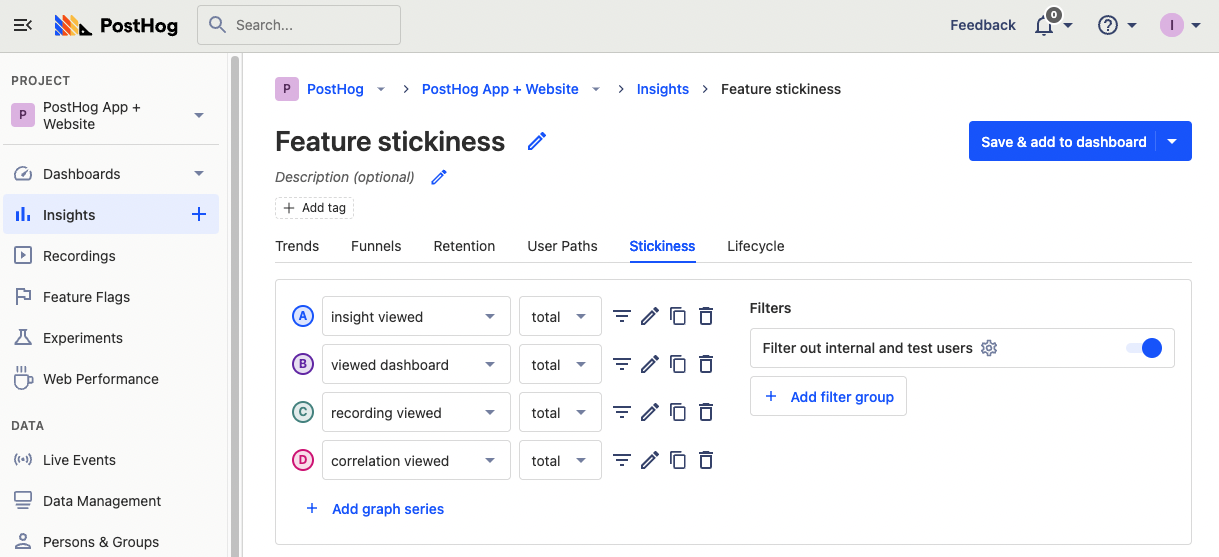 PostHog
Search...
Feedback
0
I
PROJECT
P
PostHog App +
Website
Dashboards
Insights
Recordings
Feature Flags
Experiments
Web Performance
DATA
Live Events
Data Management
Persons & Groups
P PostHog > PostHog App + Website > Insights > Feature stickiness
Feature stickiness
Save & add to dashboard
Description (optional)
+ Add tag
Trends Funnels Retention User Paths Stickiness Lifecycle
A insight viewed total
B viewed dashboard total
C recording viewed total
D correlation viewed total
+ Add graph series
Filters
Filter out internal and test users
+ Add filter group